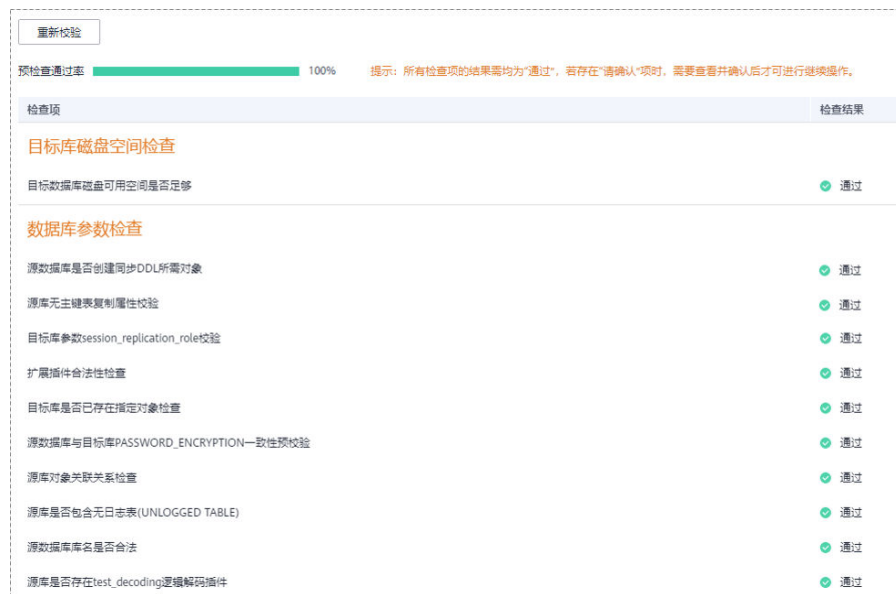 重新校验
预检查通过率 100% 提示：所有检查项的结果需均为“通过”，若存在“请确认”项时，需要查看并确认后才可进行继续操作。
检查项 检查结果
目标库磁盘空间检查
目标数据库磁盘可用空间是否足够 通过
数据库参数检查
源数据库是否创建同步DDL所需对象 通过
源库无主键表复制属性校验 通过
目标库参数session_replication_role校验 通过
扩展插件合法性检查 通过
目标库是否已存在指定对象检查 通过
源数据库与目标库PASSWORD_ENCRYPTION一致性预校验 通过
源库对象关联关系检查 通过
源库是否包含无日志表(UNLOGGED TABLE) 通过
源数据库库名是否合法 通过
源库是否存在test_decoding逻辑解码插件 通过